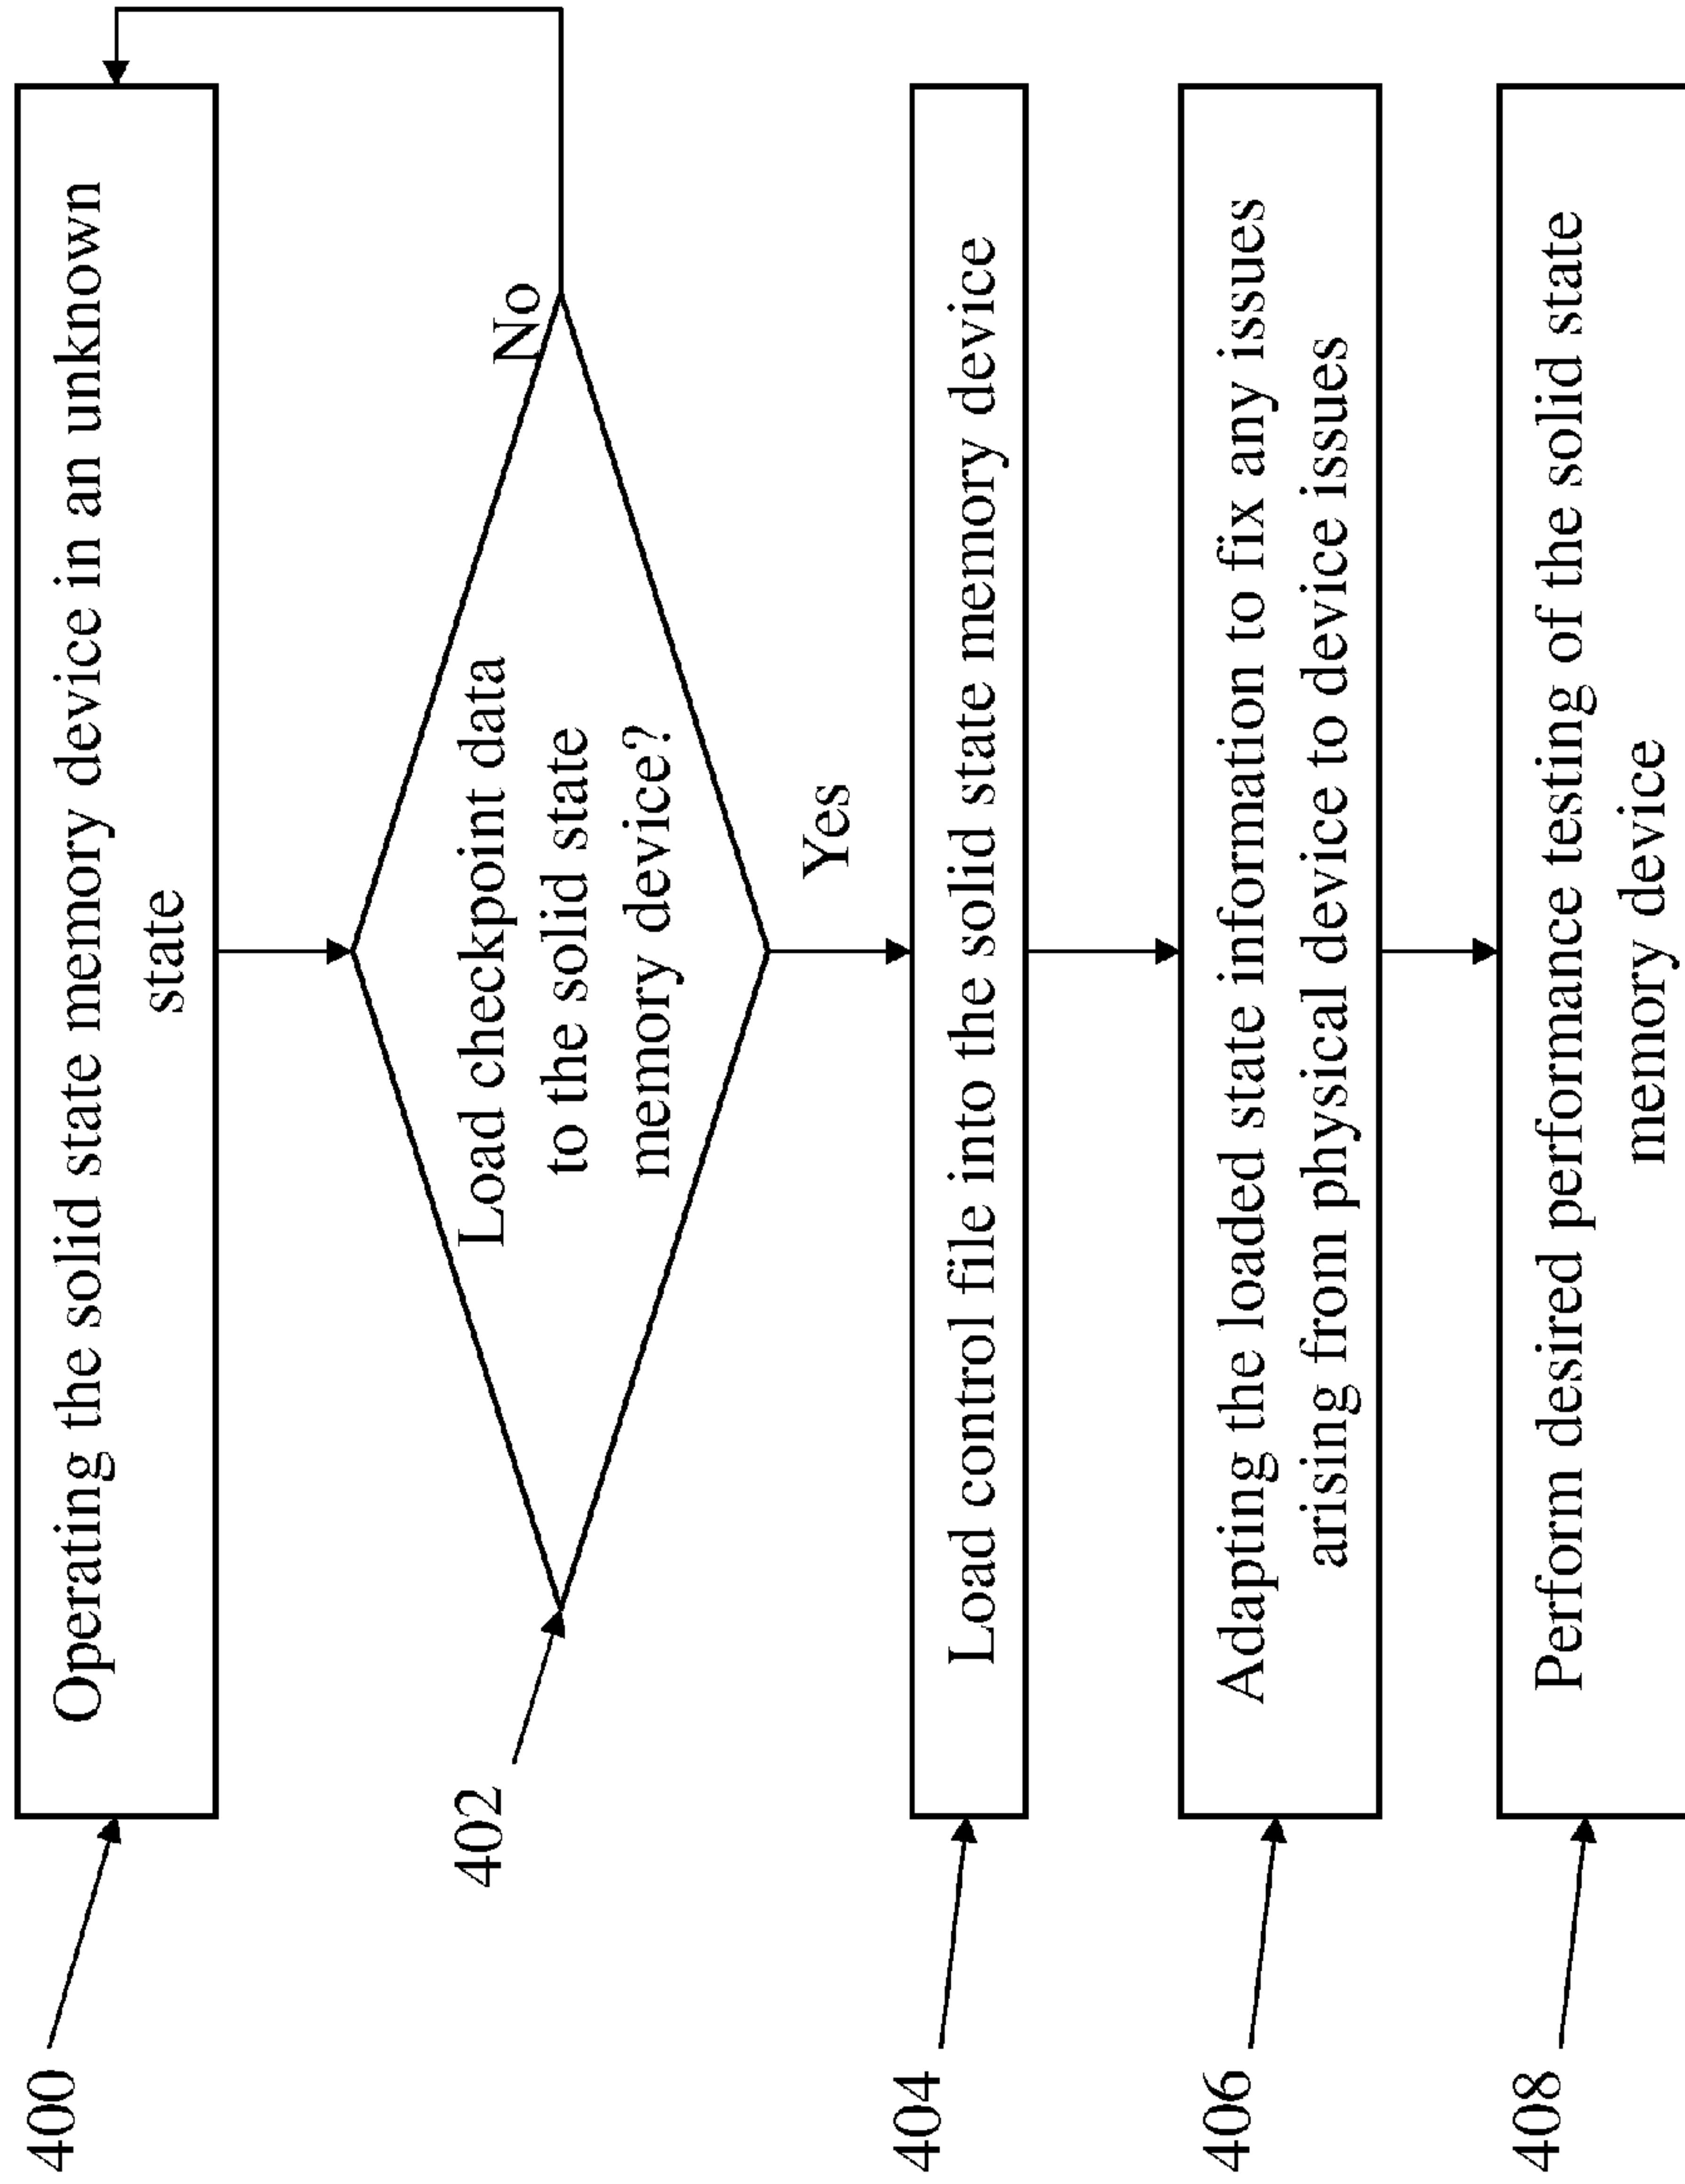 400
Operating the solid state memory device in an unknown
state
402
Load checkpoint data
to the solid state
memory device?
No
Yes
404
Load control file into the solid state memory device
406
Adapting the loaded state information to fix any issues
arising from physical device to device issues
408
Perform desired performance testing of the solid state
memory device